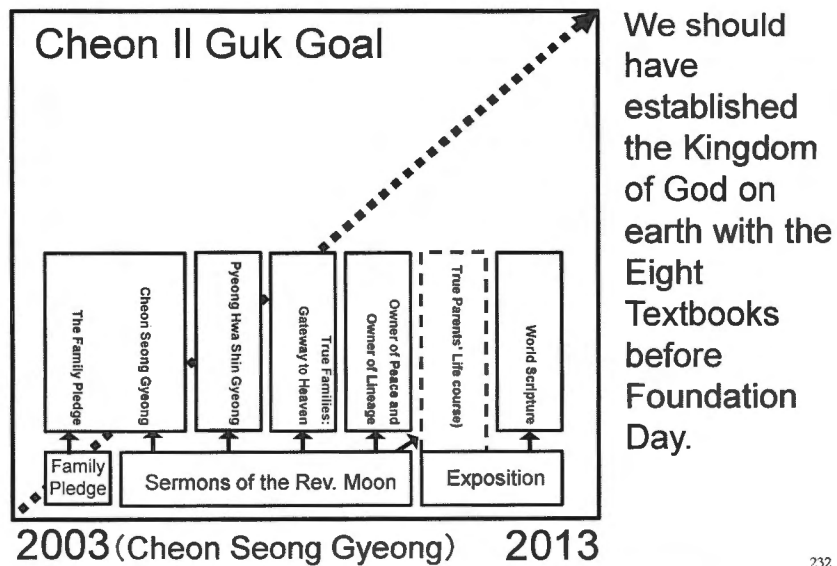 Cheon Il Guk Goal
We should
have
established
the Kingdom
of God on
earth with the
Eight
Textbooks
before
Foundation
Day.
The Family Pledge
Cheon Seong Gyeong
Pyeong Hwa Shin Gyeong
True Families:
Gateway to Heaven
Owner of Peace and
Owner of Lineage
True Parents' Life course)
World Scripture
Family
Pledge
Sermons of the Rev. Moon
Exposition
2003 (Cheon Seong Gyeong) 2013
232